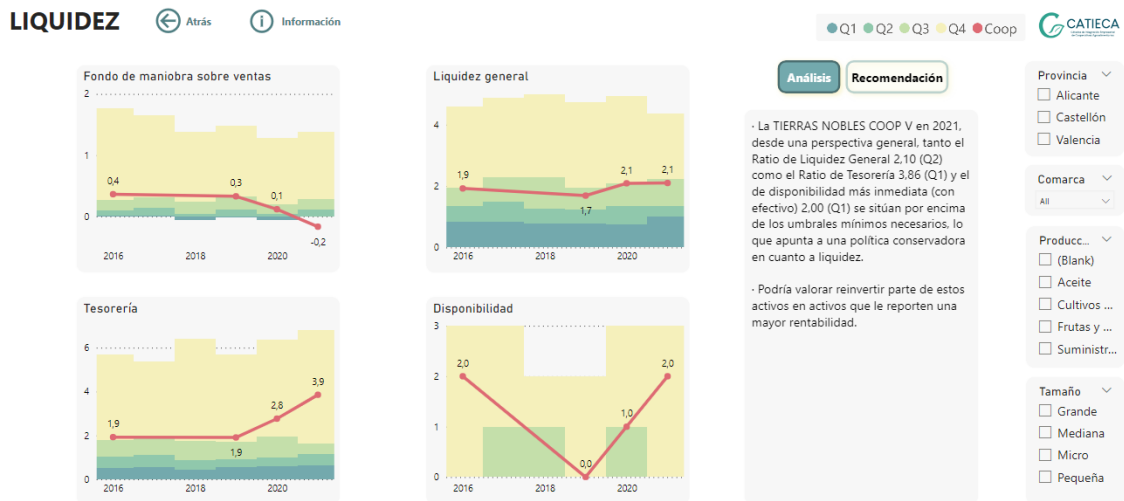 LIQUIDEZ
Atrás
Información
Q1 Q2 Q3 Q4 Coop
CATIECA
Fondo de maniobra sobre ventas
2
1
0
0,4
0,3
0,1
-0,2
2016 2018 2020
Liquidez general
4
2
0
1,9
1,7
2,1
2,1
2016 2018 2020
Tesorería
6
4
2
0
1,9
1,9
2,8
3,9
2016 2018 2020
Disponibilidad
3
2
1
0
2,0
0,0
1,0
2,0
2016 2018 2020
Análisis
Recomendación
· La TIERRAS NOBLES COOP V en 2021,
desde una perspectiva general, tanto el
Ratio de Liquidez General 2,10 (Q2)
como el Ratio de Tesorería 3,86 (Q1) y el
de disponibilidad más inmediata (con
efectivo) 2,00 (Q1) se sitúan por encima
de los umbrales mínimos necesarios, lo
que apunta a una política conservadora
en cuanto a liquidez.
· Podría valorar reinvertir parte de estos
activos en activos que le reporten una
mayor rentabilidad.
Provincia
Alicante
Castellón
Valencia
Comarca
All
Producc...
(Blank)
Aceite
Cultivos ...
Frutas y ...
Suministr...
Tamaño
Grande
Mediana
Micro
Pequeña